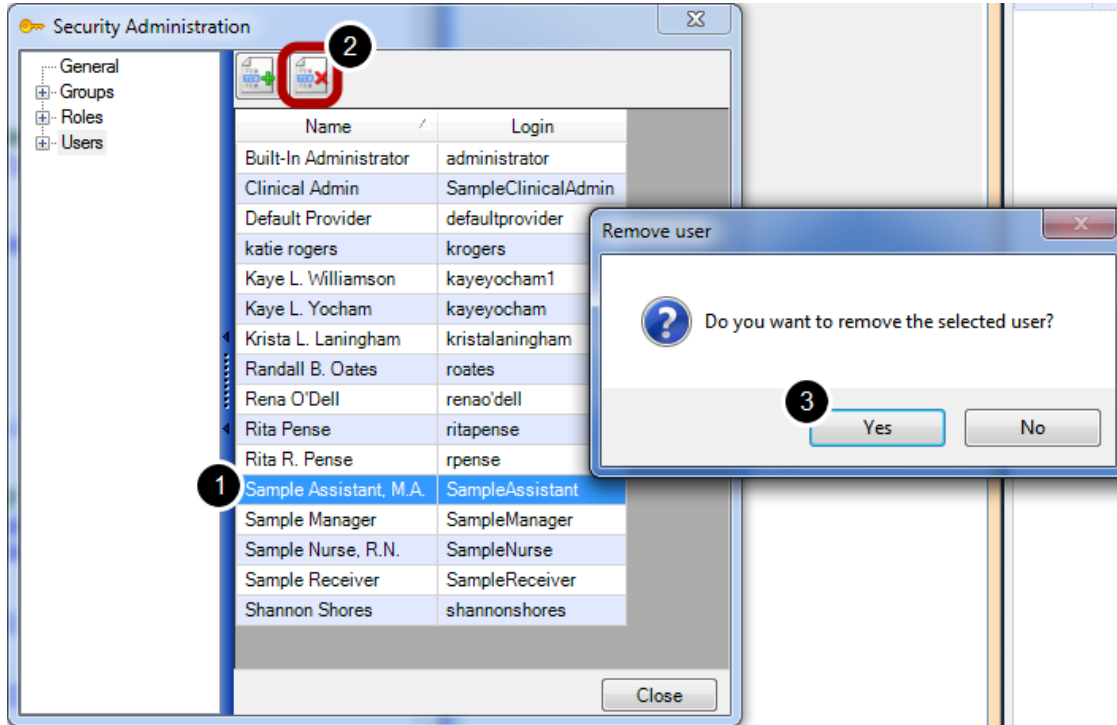 Security Administration
2
General
Groups
Roles
Users
Name Login
Built-In Administrator administrator
Clinical Admin SampleClinicalAdmin
Default Provider defaultprovider
katie rogers krogers
Kaye L. Williamson kayeyocham1
Kaye L. Yocham kayeyocham
Krista L. Laningham kristalaningham
Randall B. Oates roates
Rena O'Dell renao'dell
Rita Pense ritapense
Rita R. Pense rpense
1
Sample Assistant, M.A. SampleAssistant
Sample Manager SampleManager
Sample Nurse, R.N. SampleNurse
Sample Receiver SampleReceiver
Shannon Shores shannonshores
Close
Remove user
Do you want to remove the selected user?
3
Yes No